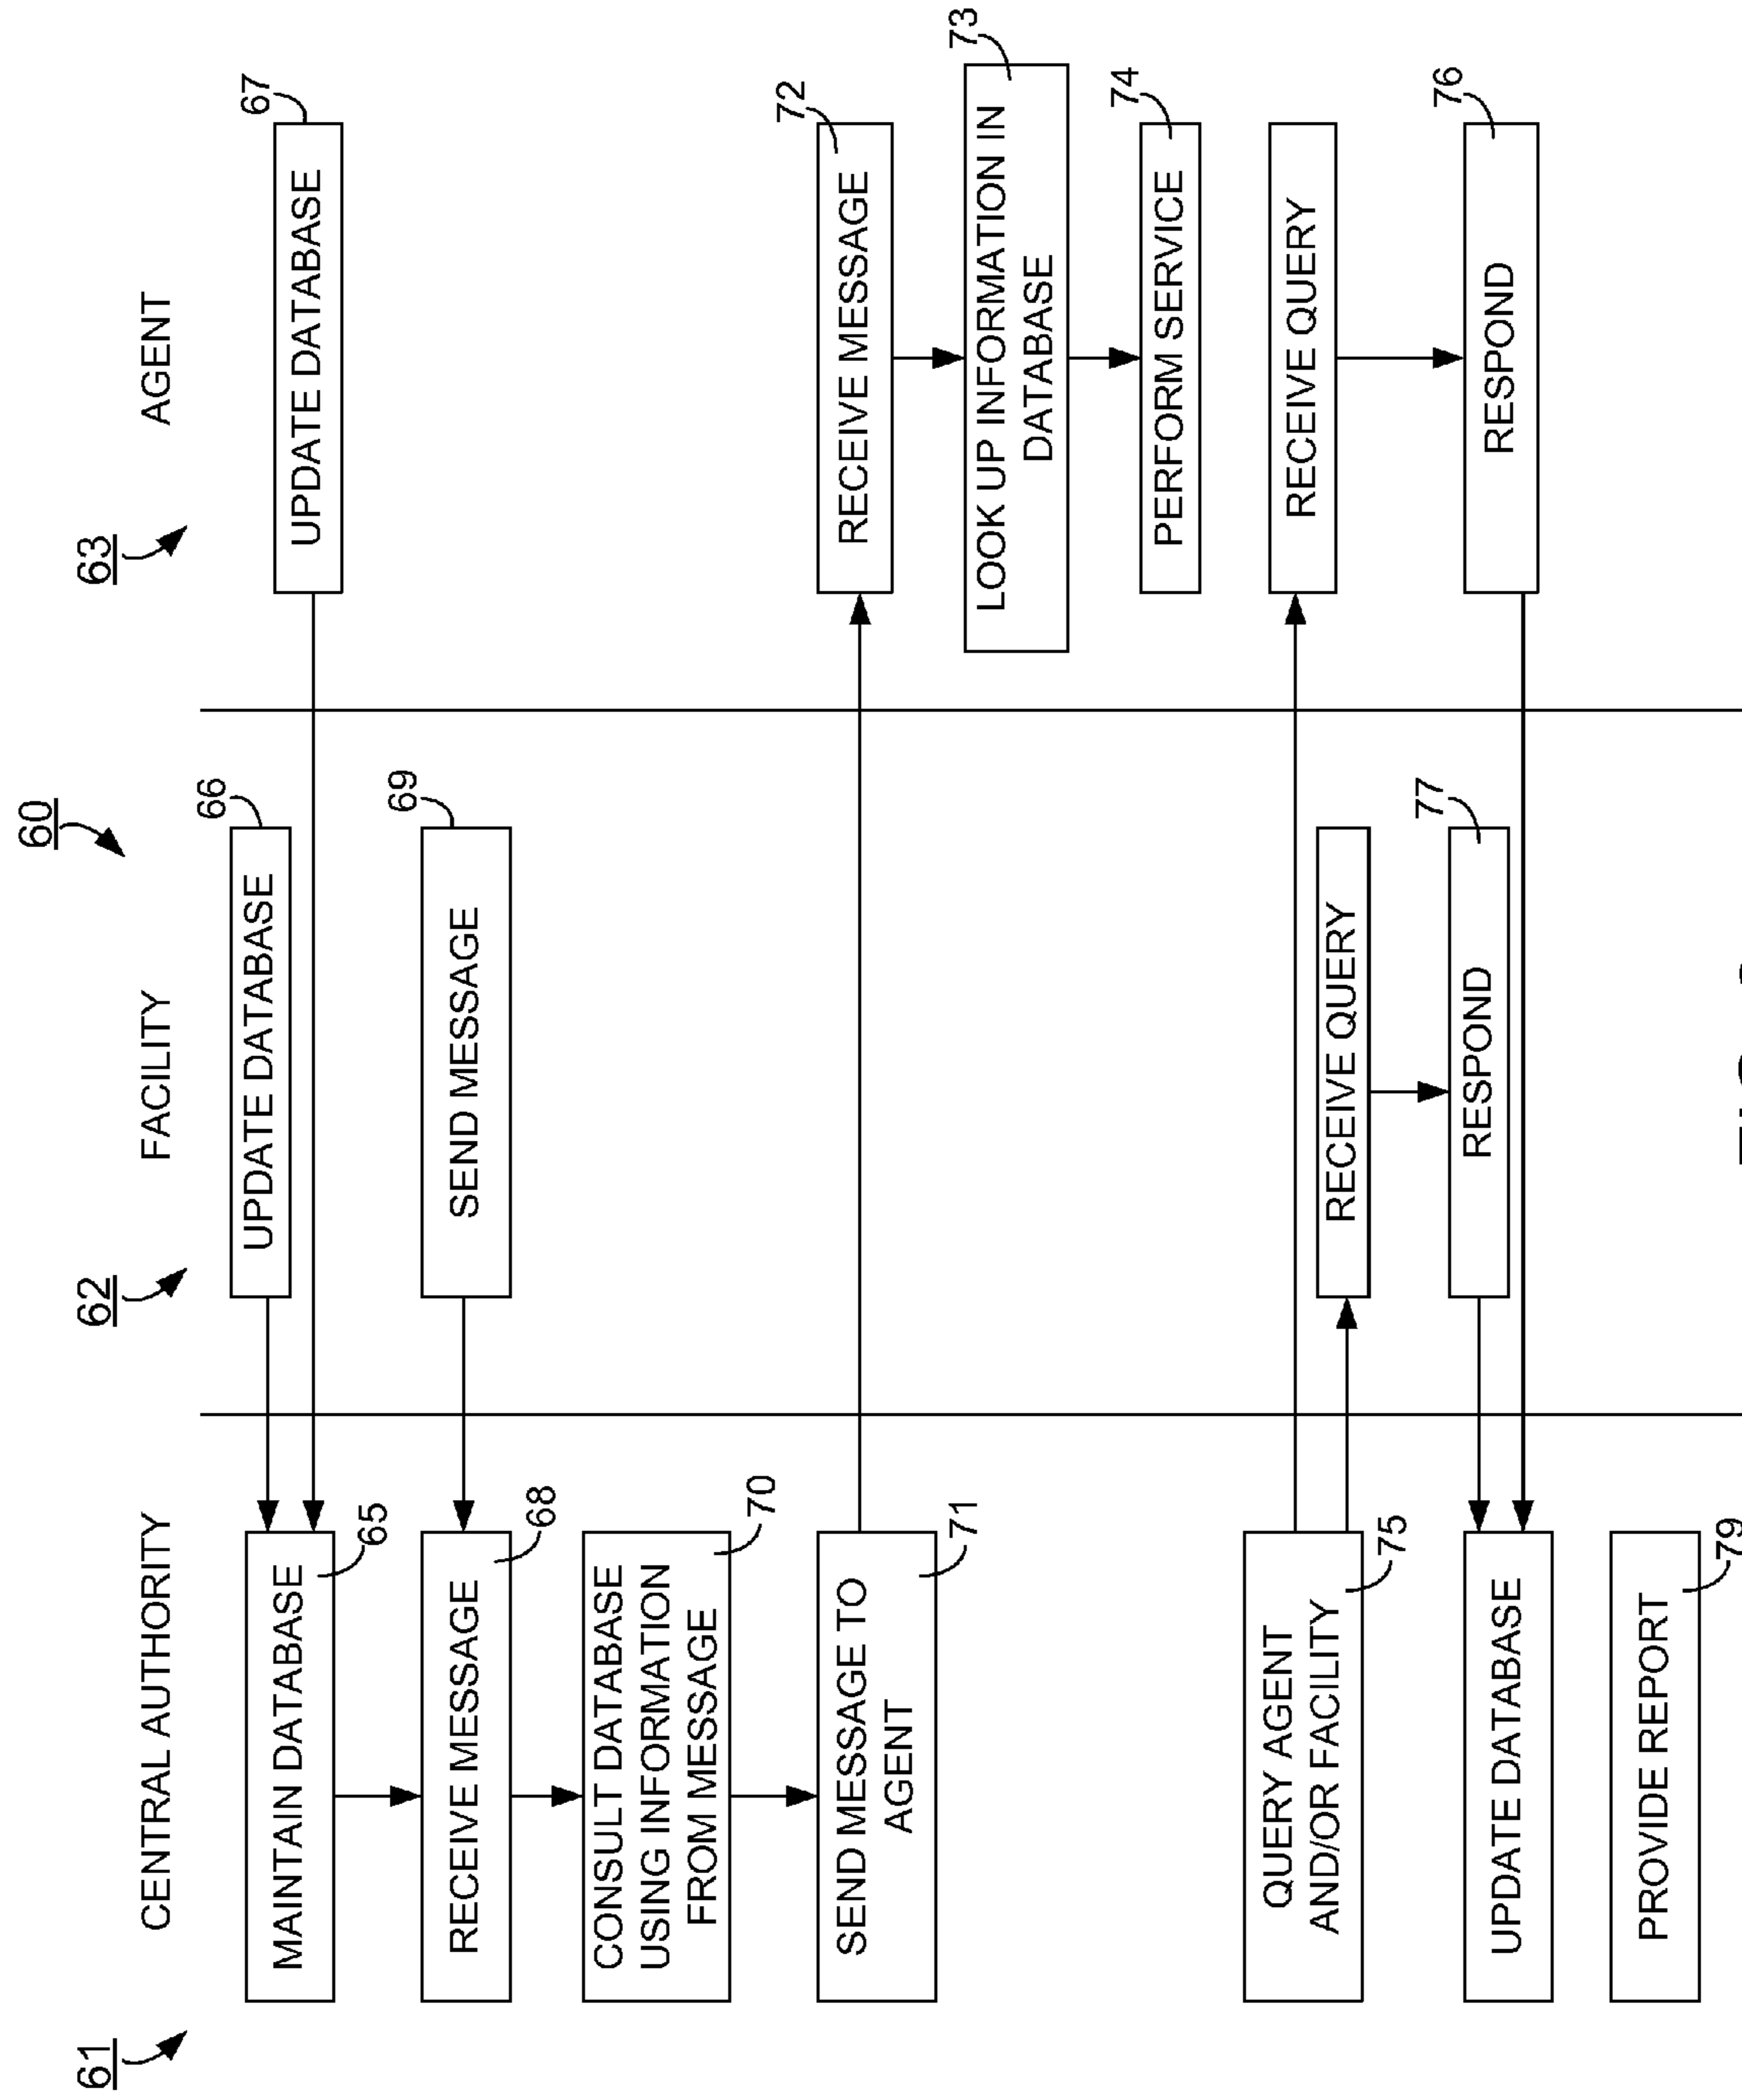 60
61
62
63
CENTRAL AUTHORITY
FACILITY
AGENT
UPDATE DATABASE
66
UPDATE DATABASE
67
MAINTAIN DATABASE
65
SEND MESSAGE
69
RECEIVE MESSAGE
68
CONSULT DATABASE
USING INFORMATION
FROM MESSAGE
70
SEND MESSAGE TO
AGENT
71
RECEIVE MESSAGE
72
LOOK UP INFORMATION IN
DATABASE
73
PERFORM SERVICE
74
QUERY AGENT
AND/OR FACILITY
75
RECEIVE QUERY
RECEIVE QUERY
RESPOND
77
RESPOND
76
UPDATE DATABASE
PROVIDE REPORT
79